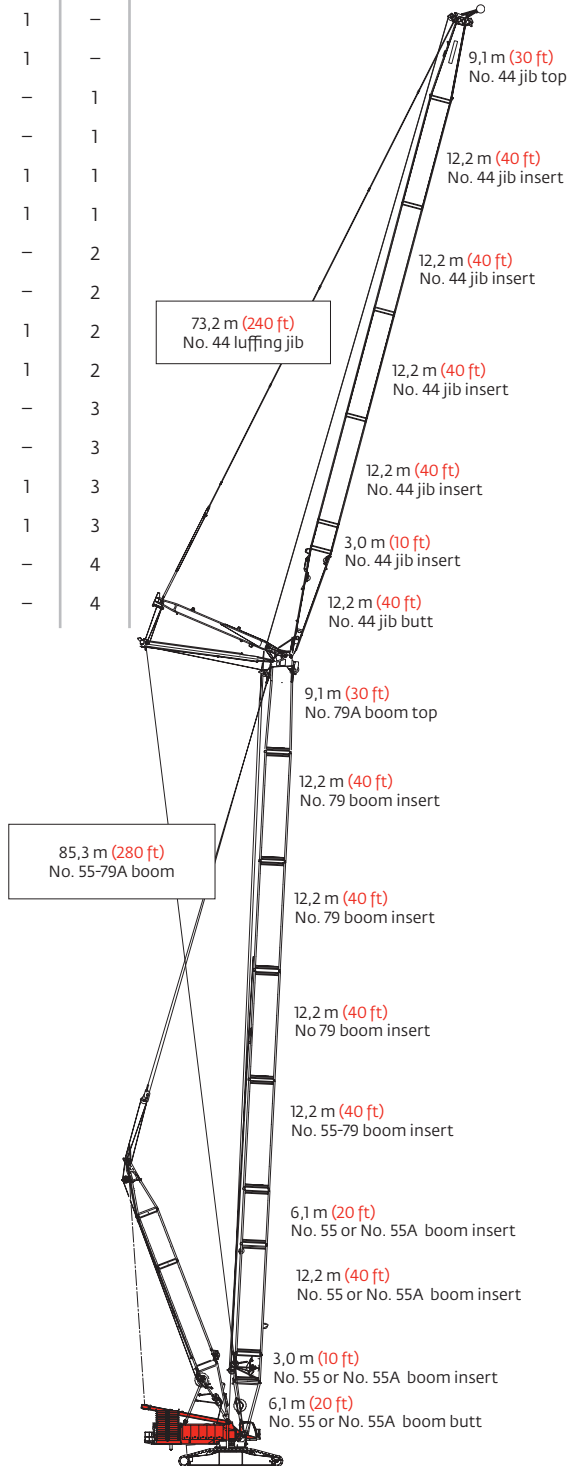 1 –
1 –
– 1
– 1
1 1
1 1
– 2
– 2
1 2
1 2
– 3
– 3
1 3
1 3
– 4
– 4
9,1 m (30 ft)
No. 44 jib top
12,2 m (40 ft)
No. 44 jib insert
12,2 m (40 ft)
No. 44 jib insert
73,2 m (240 ft)
No. 44 luffing jib
12,2 m (40 ft)
No. 44 jib insert
12,2 m (40 ft)
No. 44 jib insert
3,0 m (10 ft)
No. 44 jib insert
12,2 m (40 ft)
No. 44 jib butt
9,1 m (30 ft)
No. 79A boom top
12,2 m (40 ft)
No. 79 boom insert
85,3 m (280 ft)
No. 55-79A boom
12,2 m (40 ft)
No. 79 boom insert
12,2 m (40 ft)
No 79 boom insert
12,2 m (40 ft)
No. 55-79 boom insert
6,1 m (20 ft)
No. 55 or No. 55A boom insert
12,2 m (40 ft)
No. 55 or No. 55A boom insert
3,0 m (10 ft)
No. 55 or No. 55A boom insert
6,1 m (20 ft)
No. 55 or No. 55A boom butt